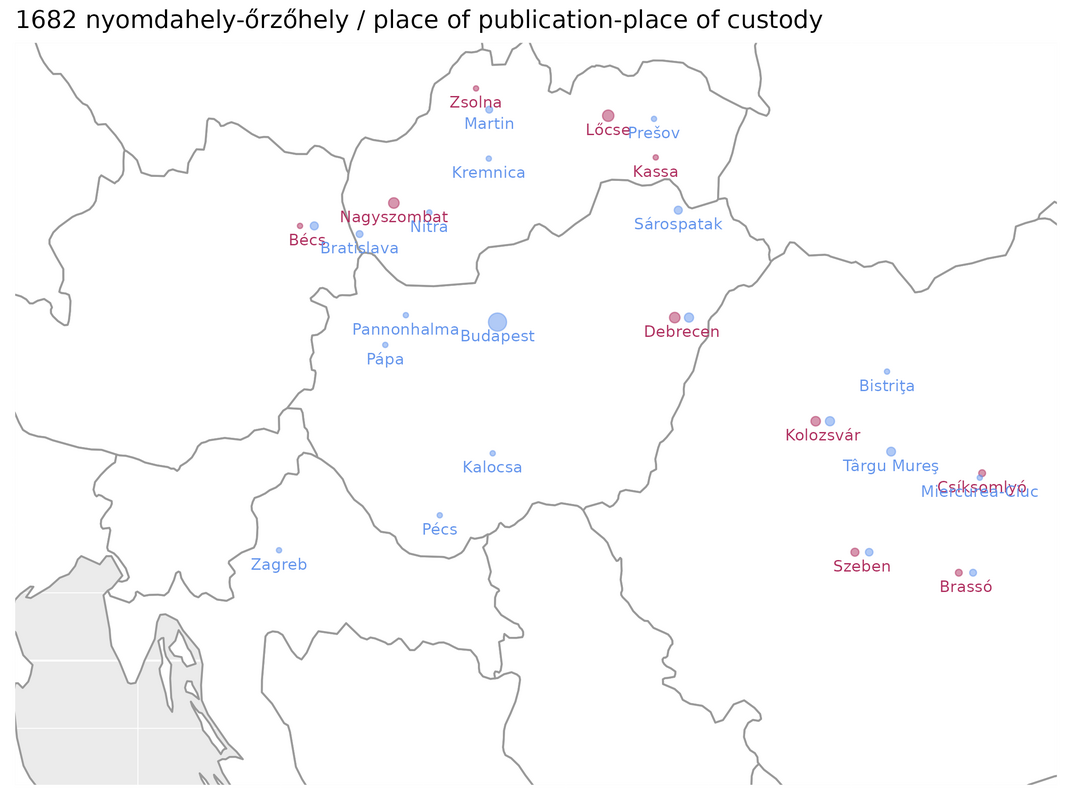 1682 nyomdahely-őrzőhely / place of publication-place of custody
Zsolna
Martin
Lőcse
Prešov
Kremnica
Kassa
Nagyszombat
Nitra
Sárospatak
Bécs
Bratislava
Pannonhalma
Budapest
Debrecen
Pápa
Bistriţa
Kolozsvár
Kalocsa
Târgu Mureş
Csíksomlyó
Miercurea-Ciuc
Pécs
Zagreb
Szeben
Brassó